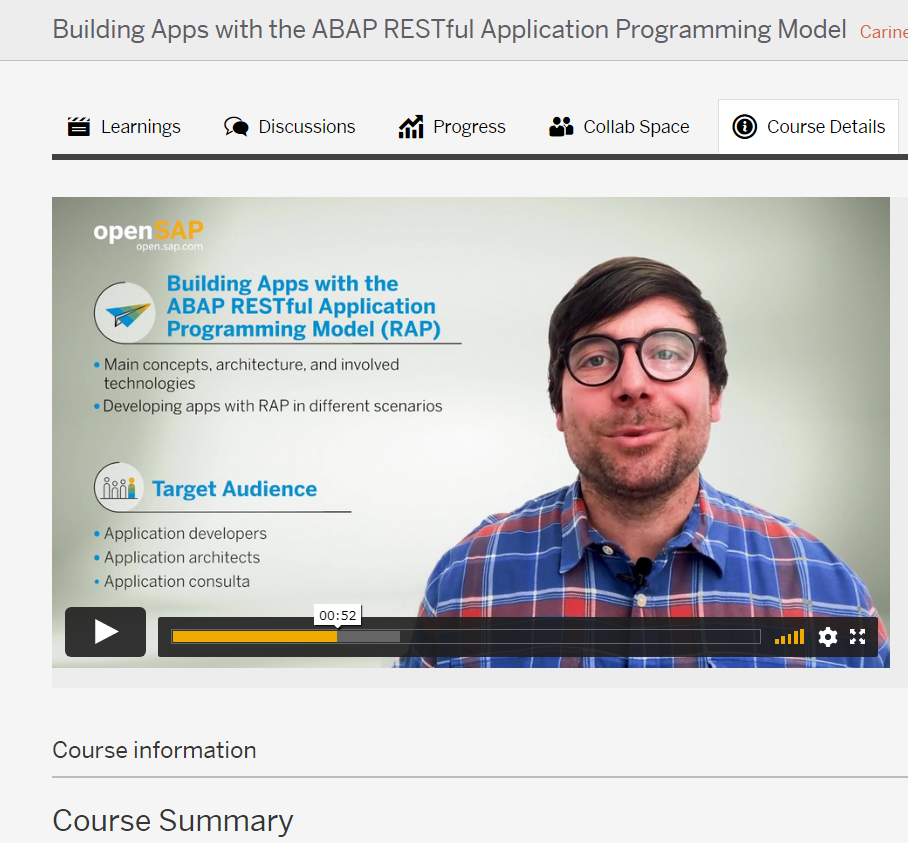 Building Apps with the ABAP RESTful Application Programming Model Carine
Learnings Discussions Progress Collab Space Course Details
openSAP
open.sap.com
Building Apps with the
ABAP RESTful Application
Programming Model (RAP)
• Main concepts, architecture, and involved
technologies
• Developing apps with RAP in different scenarios
Target Audience
• Application developers
• Application architects
• Application consulta
00:52
Course information
Course Summary